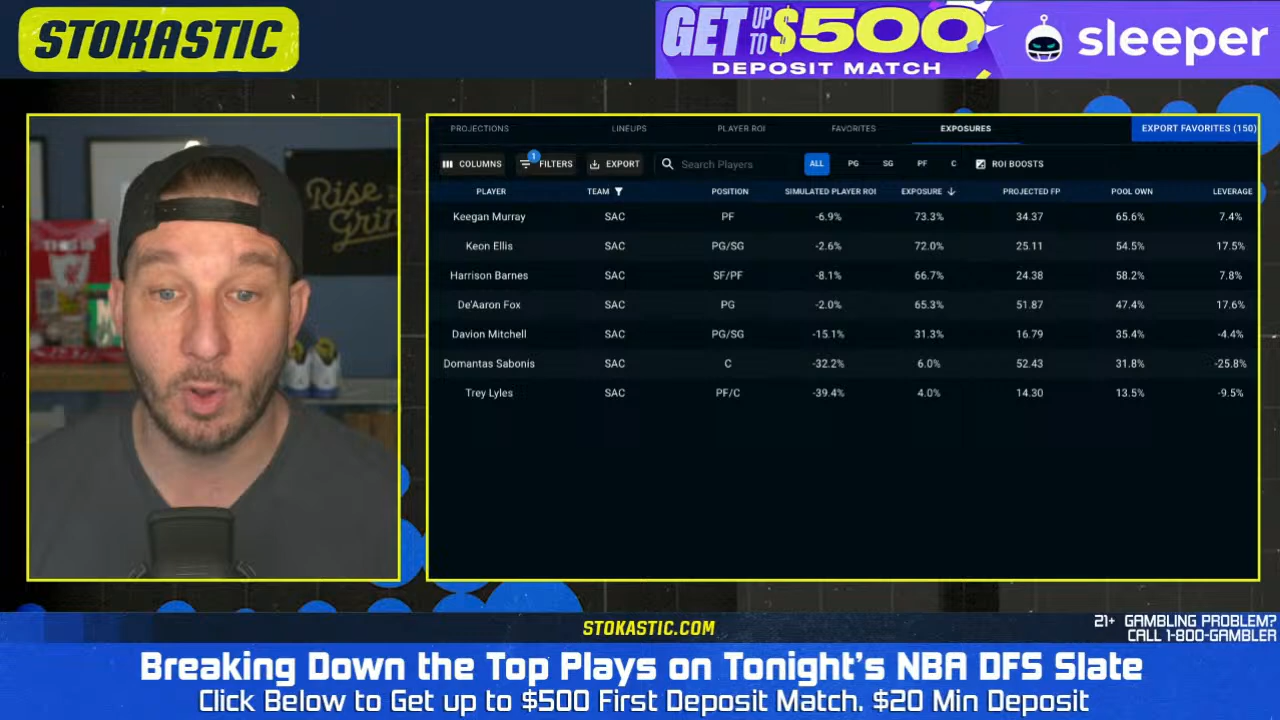 STOKASTIC
GET UP TO $500
DEPOSIT MATCH
sleeper
Rise
Grin
THIS IS
PROJECTIONS LINEUPS PLAYER ROI FAVORITES EXPOSURES EXPORT FAVORITES (150)
COLUMNS 1 FILTERS EXPORT Search Players ALL PG SG PF C ROI BOOSTS
PLAYER TEAM POSITION SIMULATED PLAYER ROI EXPOSURE PROJECTED FP POOL OWN LEVERAGE
Keegan Murray SAC PF -6.9% 73.3% 34.37 65.6% 7.4%
Keon Ellis SAC PG/SG -2.6% 72.0% 25.11 54.5% 17.5%
Harrison Barnes SAC SF/PF -8.1% 66.7% 24.38 58.2% 7.8%
De'Aaron Fox SAC PG -2.0% 65.3% 51.87 47.4% 17.6%
Davion Mitchell SAC PG/SG -15.1% 31.3% 16.79 35.4% -4.4%
Domantas Sabonis SAC C -32.2% 6.0% 52.43 31.8% -25.8%
Trey Lyles SAC PF/C -39.4% 4.0% 14.30 13.5% -9.5%
STOKASTIC.COM
21+ GAMBLING PROBLEM?
CALL 1-800-GAMBLER
Breaking Down the Top Plays on Tonight's NBA DFS Slate
Click Below to Get up to $500 First Deposit Match. $20 Min Deposit